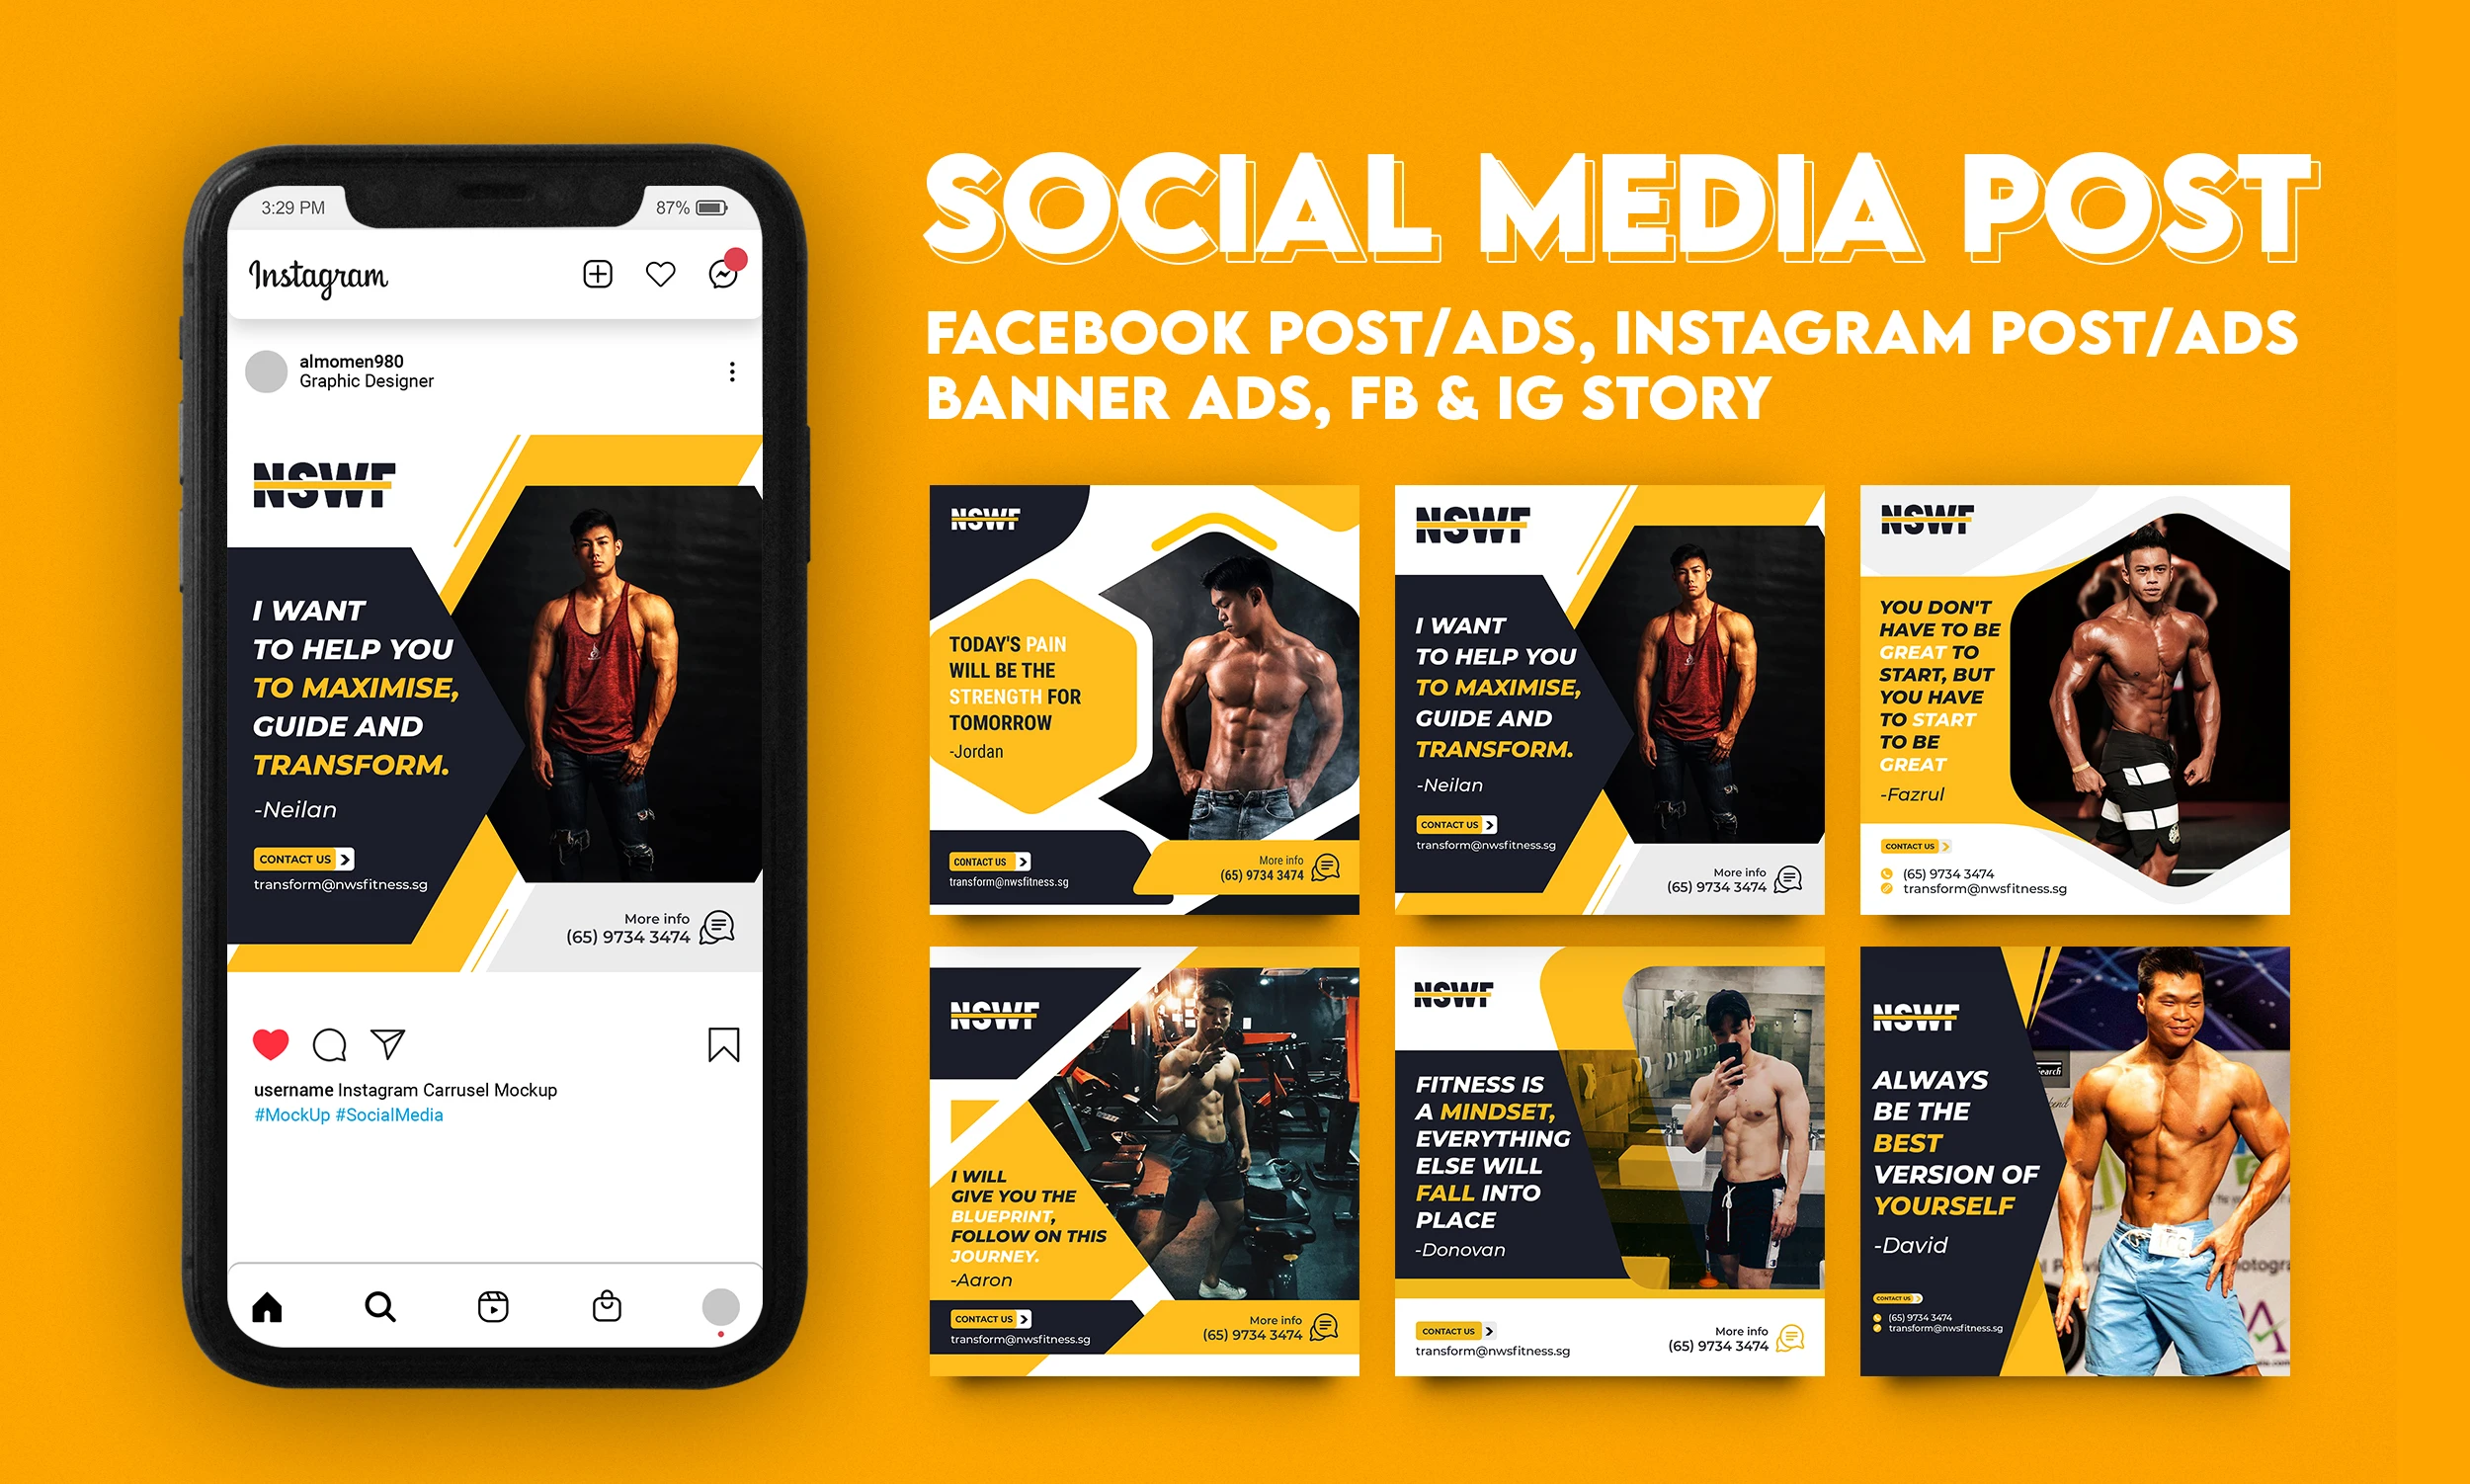 3:29 PM
87%
Instagram
almomen980
Graphic Designer
NSWF
I WANT
TO HELP YOU
TO MAXIMISE,
GUIDE AND
TRANSFORM.
-Neilan
CONTACT US
transform@nwsfitness.sg
More info
(65) 9734 3474
username Instagram Carrusel Mockup
#MockUp #SocialMedia
SOCIAL MEDIA POST
FACEBOOK POST/ADS, INSTAGRAM POST/ADS
BANNER ADS, FB & IG STORY
NSWF
TODAY'S PAIN
WILL BE THE
STRENGTH FOR
TOMORROW
-Jordan
CONTACT US
transform@nwsfitness.sg
More info
(65) 9734 3474
NSWF
I WANT
TO HELP YOU
TO MAXIMISE,
GUIDE AND
TRANSFORM.
-Neilan
CONTACT US
transform@nwsfitness.sg
More info
(65) 9734 3474
NSWF
YOU DON'T
HAVE TO BE
GREAT TO
START, BUT
YOU HAVE
TO START
TO BE
GREAT
-Fazrul
CONTACT US
(65) 9734 3474
transform@nwsfitness.sg
NSWF
I WILL
GIVE YOU THE
BLUEPRINT,
FOLLOW ON THIS
JOURNEY.
-Aaron
CONTACT US
transform@nwsfitness.sg
More info
(65) 9734 3474
NSWF
FITNESS IS
A MINDSET,
EVERYTHING
ELSE WILL
FALL INTO
PLACE
-Donovan
CONTACT US
transform@nwsfitness.sg
More info
(65) 9734 3474
NSWF
ALWAYS
BE THE
BEST
VERSION OF
YOURSELF
-David
CONTACT US
(65) 9734 3474
transform@nwsfitness.sg